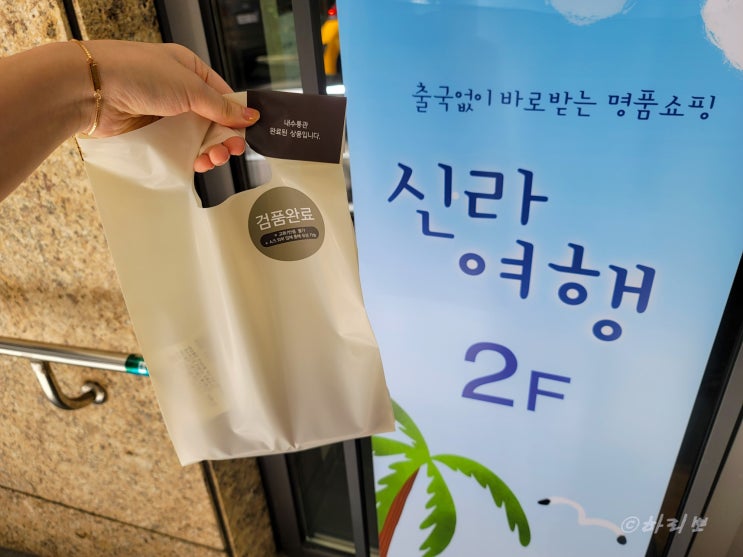 내수통관
완료된 상품입니다.
검품완료
출국없이 바로받는 명품쇼핑
신라
여행
2F
©하리보